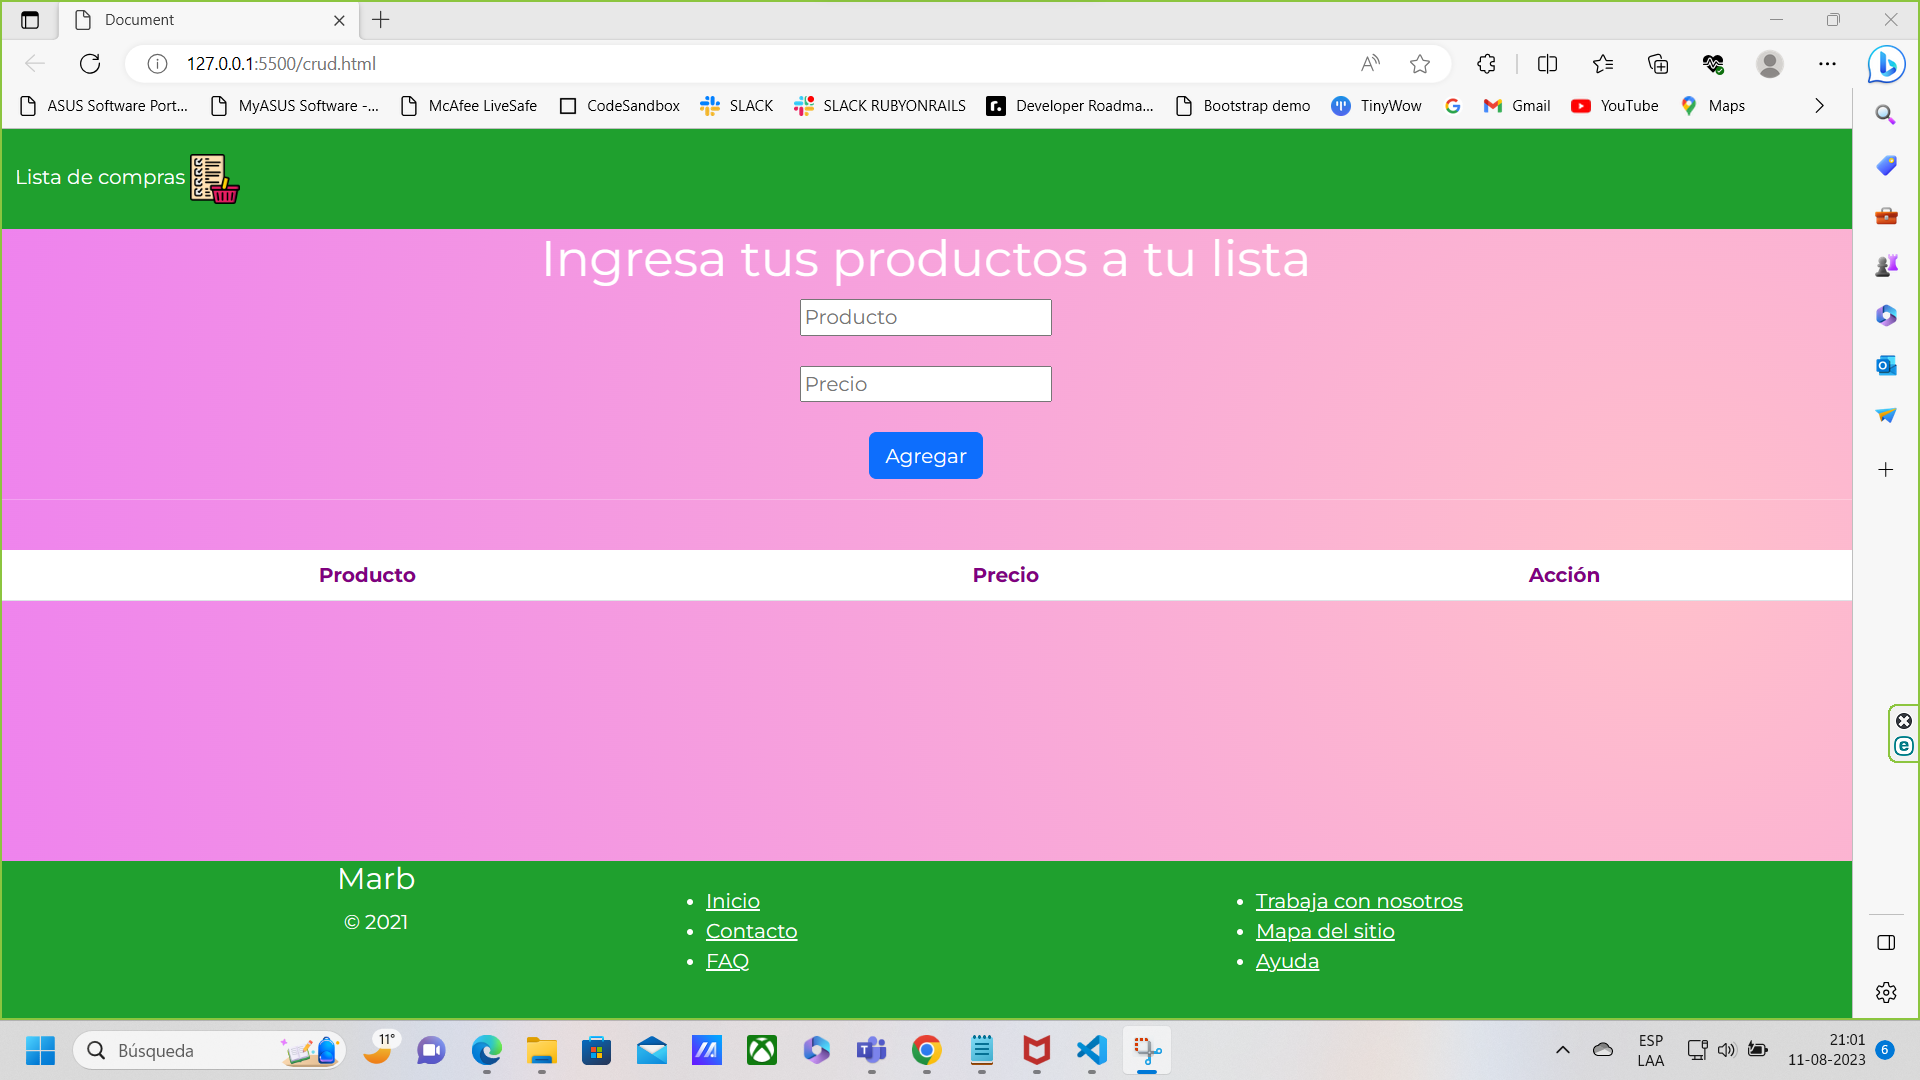 Document
127.0.0.1:5500/crud.html
ASUS Software Port... MyASUS Software -... McAfee LiveSafe CodeSandbox SLACK SLACK RUBYONRAILS Developer Roadma... Bootstrap demo TinyWow Gmail YouTube Maps
Lista de compras
Ingresa tus productos a tu lista
Producto
Precio
Agregar
Producto Precio Acción
Marb
© 2021
Inicio
Contacto
FAQ
Trabaja con nosotros
Mapa del sitio
Ayuda
Búsqueda
11°
ESP
LAA
21:01
11-08-2023
6